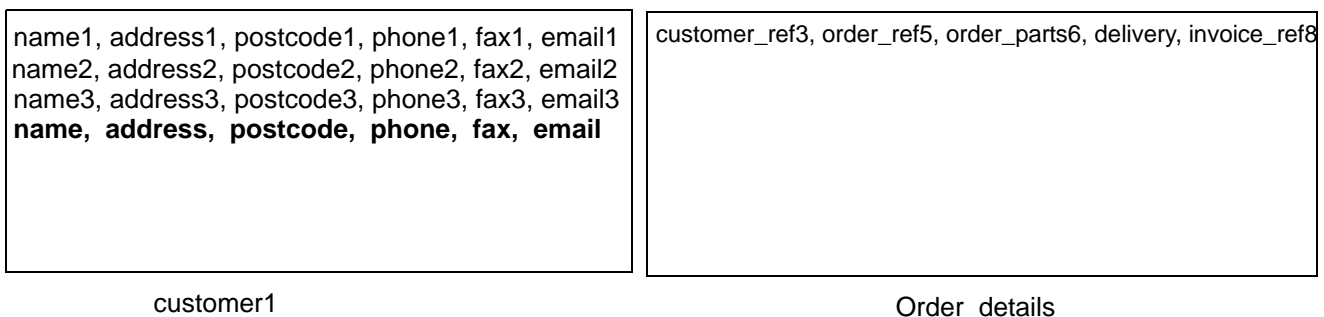 name1, address1, postcode1, phone1, fax1, email1
name2, address2, postcode2, phone2, fax2, email2
name3, address3, postcode3, phone3, fax3, email3
name, address, postcode, phone, fax, email
customer1
customer_ref3, order_ref5, order_parts6, delivery, invoice_ref8
Order details